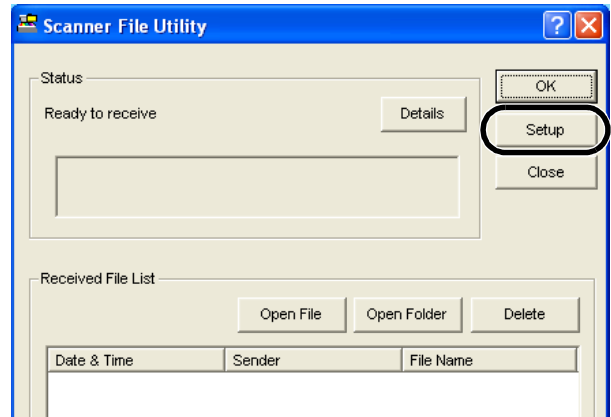 Scanner File Utility
Status
OK
Ready to receive
Details
Setup
Close
Received File List
Open File
Open Folder
Delete
Date & Time
Sender
File Name